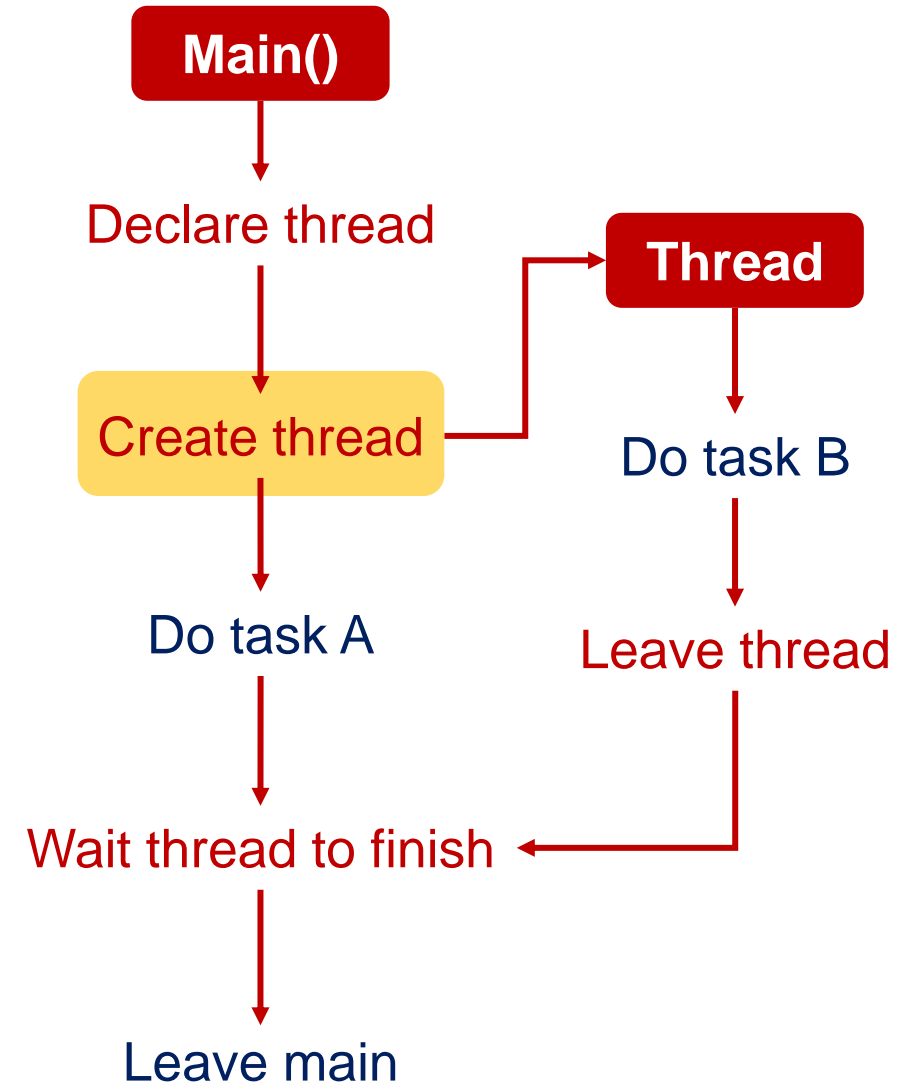 Main()
Declare thread
Thread
Create thread
Do task B
Do task A
Leave thread
Wait thread to finish
Leave main